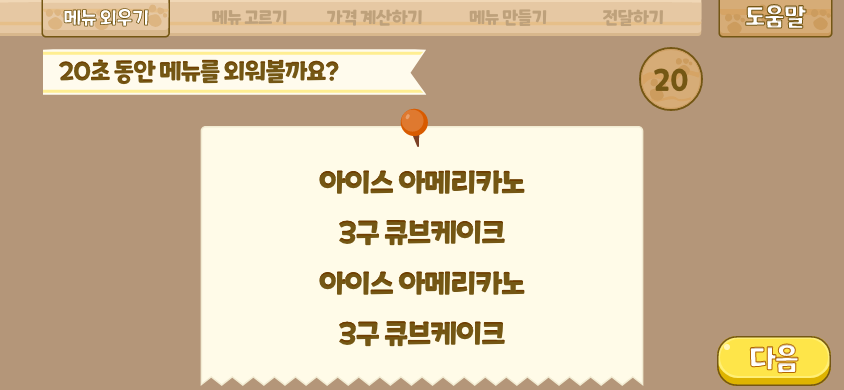 메뉴 외우기
메뉴 고르기
가격 계산하기
메뉴 만들기
전달하기
도움말
20초 동안 메뉴를 외워볼까요?
20
아이스 아메리카노
3구 큐브케이크
아이스 아메리카노
3구 큐브케이크
다음